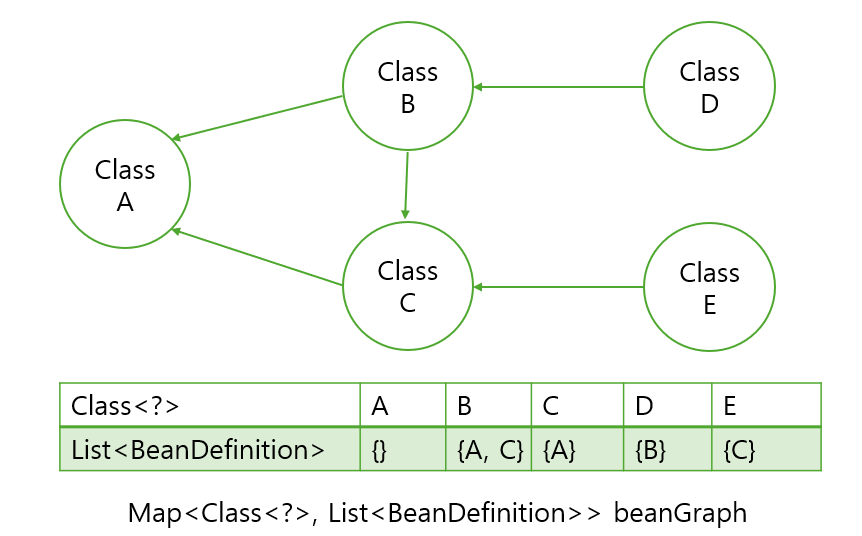 Class
B
Class
D
Class
A
Class
C
Class
E
Class<?> A B C D E
List<BeanDefinition> {} {A, C} {A} {B} {C}
Map<Class<?>, List<BeanDefinition>> beanGraph